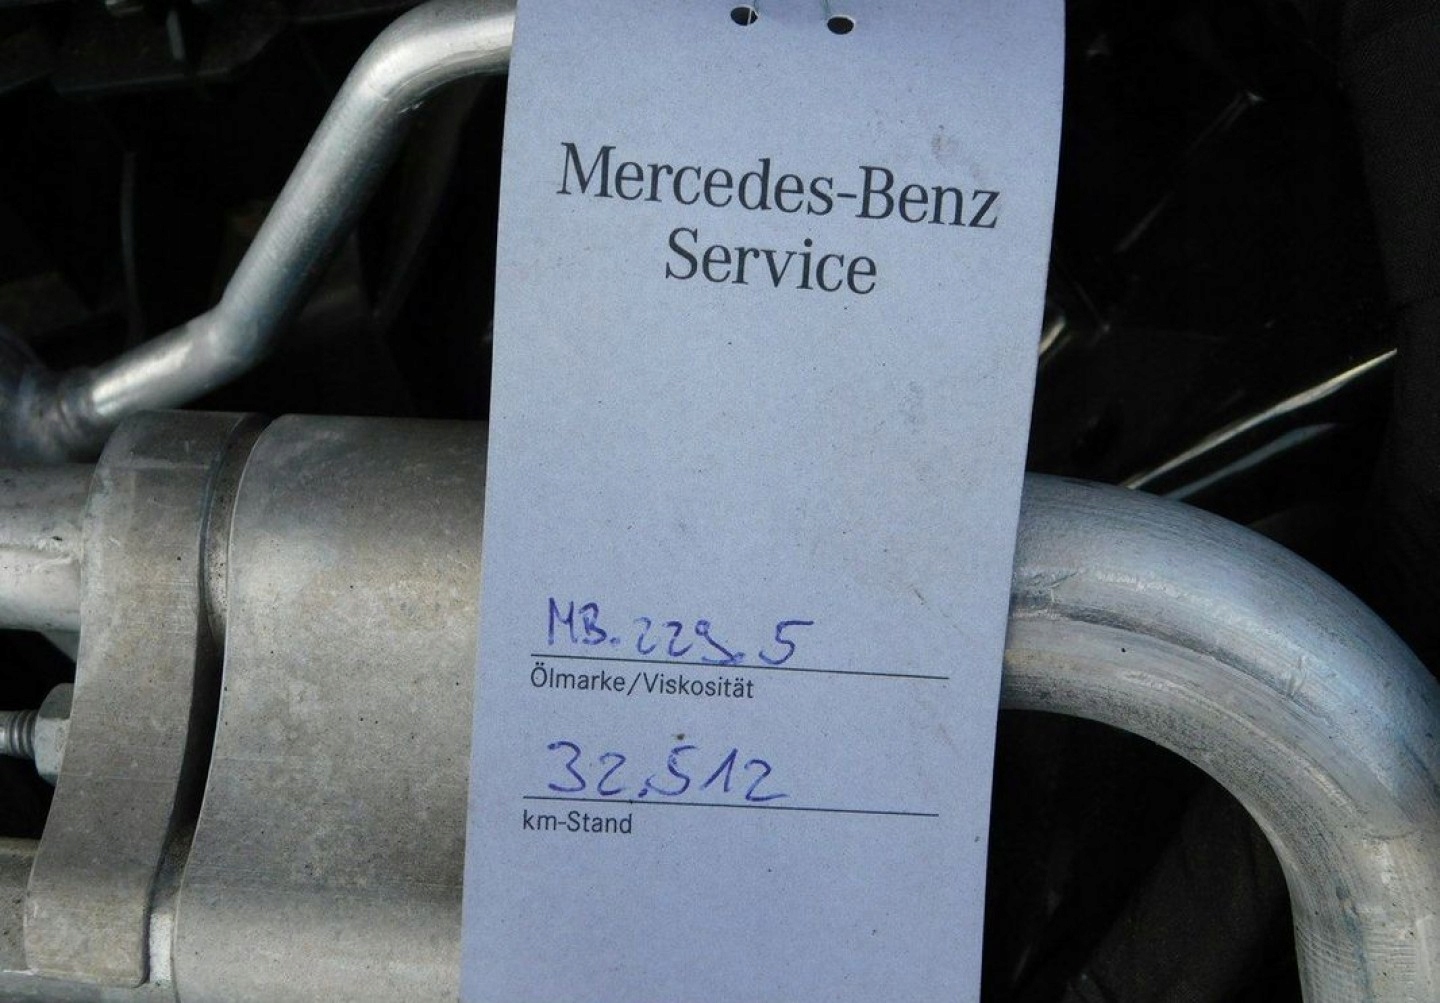 Mercedes-Benz
Service
MB.229.5
Ölmarke/Viskosität
32.512
km-Stand